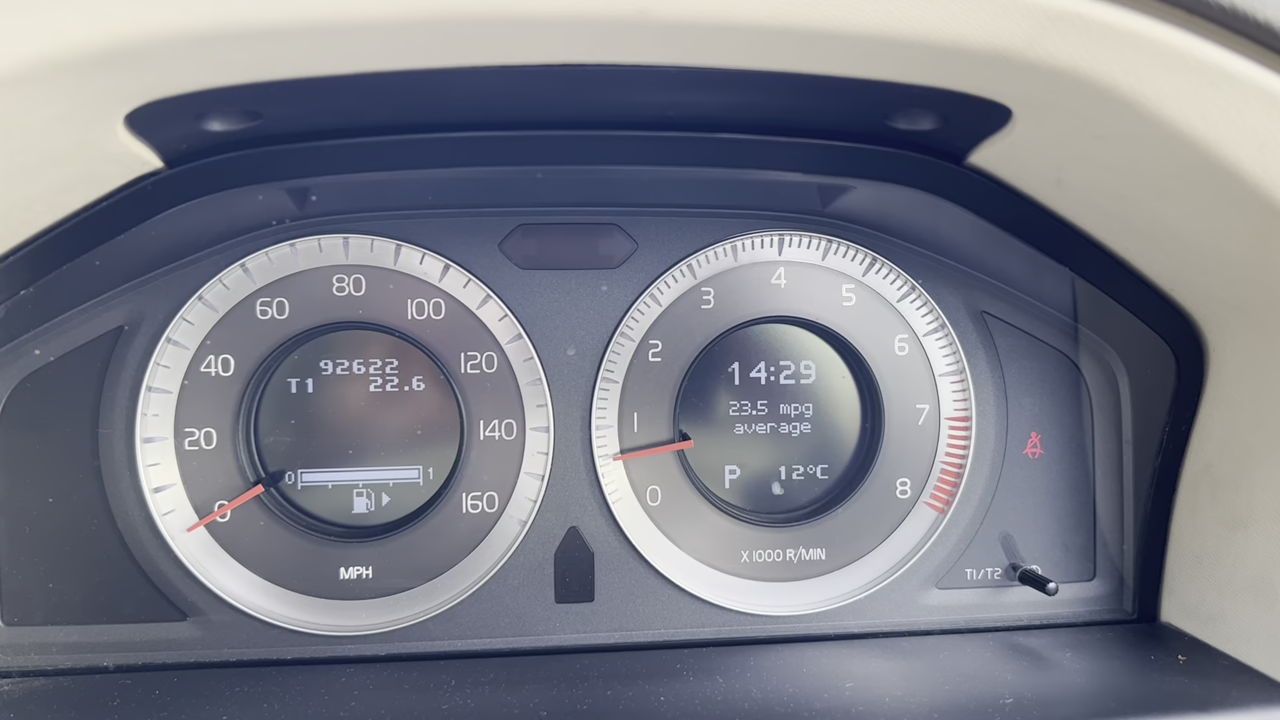 92622
T1 22.6
0 1
0 20 40 60 80 100 120 140 160
MPH
14:29
23.5 mpg
average
P 12°C
0 1 2 3 4 5 6 7 8
X1000 R/MIN
T1/T2